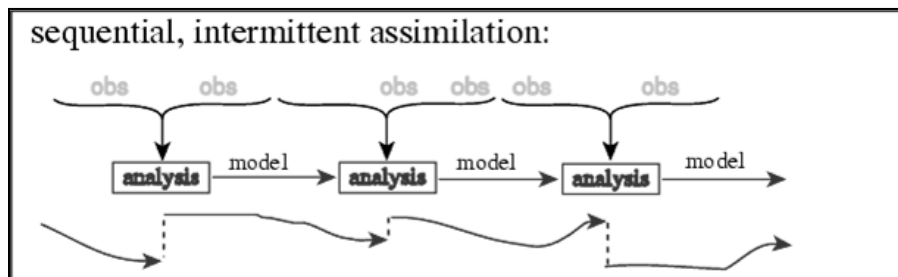 sequential, intermittent assimilation:
obs obs obs obs obs obs
model model model
analysis analysis analysis